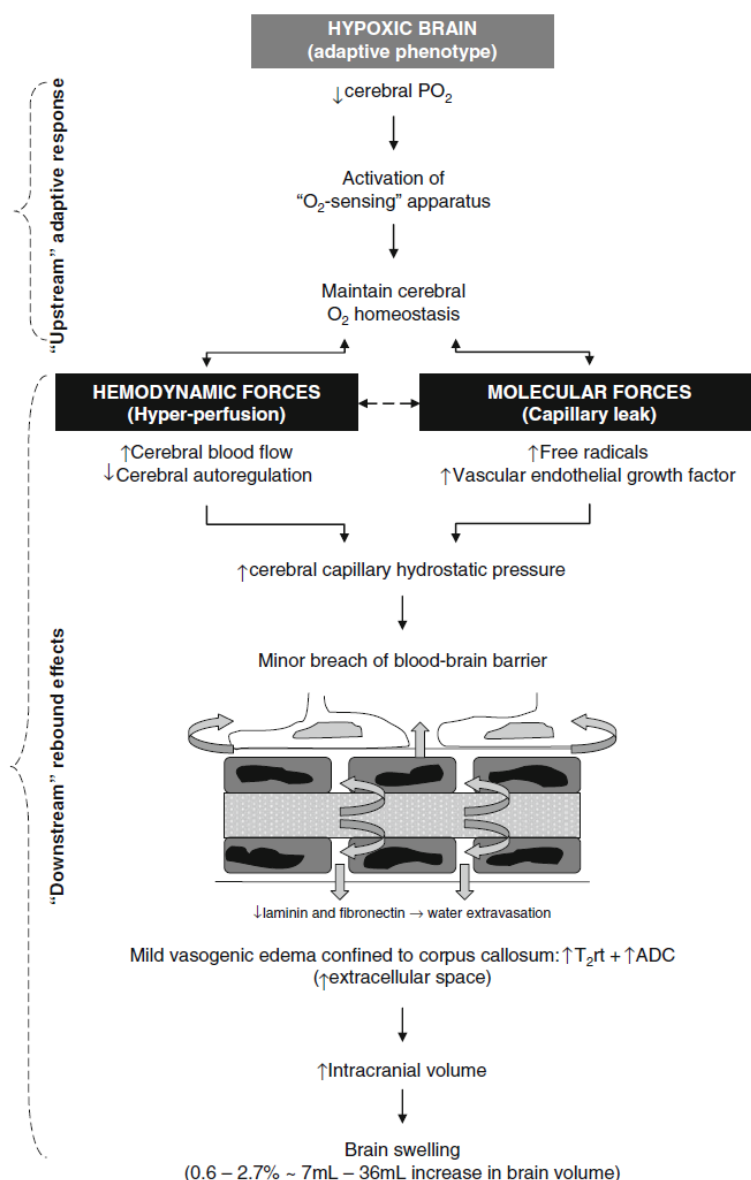 HYPOXIC BRAIN
(adaptive phenotype)
↓cerebral PO₂
Activation of
“O₂-sensing” apparatus
Maintain cerebral
O₂ homeostasis
“Upstream” adaptive response
HEMODYNAMIC FORCES
(Hyper-perfusion)
↑Cerebral blood flow
↓Cerebral autoregulation
MOLECULAR FORCES
(Capillary leak)
↑Free radicals
↑Vascular endothelial growth factor
↑cerebral capillary hydrostatic pressure
Minor breach of blood-brain barrier
↓laminin and fibronectin → water extravasation
Mild vasogenic edema confined to corpus callosum: ↑T₂rt + ↑ADC
(↑extracellular space)
↑Intracranial volume
Brain swelling
(0.6 – 2.7% ~ 7mL – 36mL increase in brain volume)
“Downstream” rebound effects